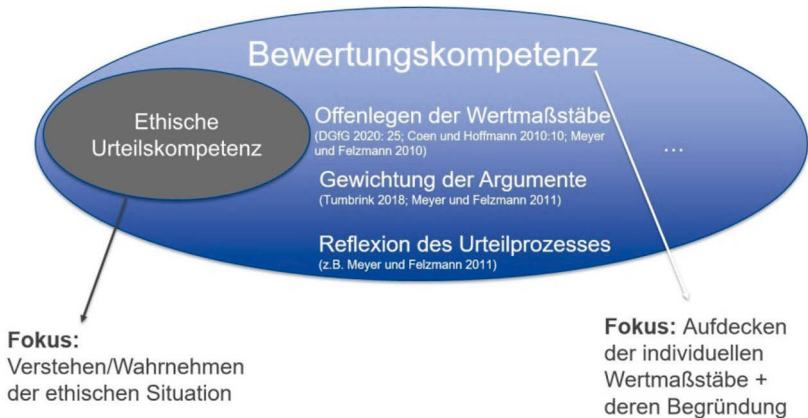 Bewertungskompetenz
Ethische
Urteilskompetenz
Offenlegen der Wertmaßstäbe
(DGfG 2020: 25; Coen und Hoffmann 2010:10; Meyer
und Felzmann 2010)
...
Gewichtung der Argumente
(Tumbrink 2018; Meyer und Felzmann 2011)
Reflexion des Urteilprozesses
(z.B. Meyer und Felzmann 2011)
Fokus:
Verstehen/Wahrnehmen
der ethischen Situation
Fokus: Aufdecken
der individuellen
Wertmaßstäbe +
deren Begründung